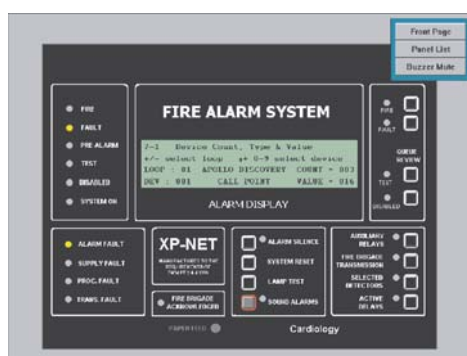 Front Page
Panel List
Buzzer Mute
FIRE
FAULT
PRE ALARM
TEST
DISABLED
SYSTEM ON
FIRE ALARM SYSTEM
7-1 Device Count, Type & Value
+/- select loop 0-9 select device
LOOP : 01 APOLLO DISCOVERY COUNT = 003
DEV : 001 CALL POINT VALUE = 016
ALARM DISPLAY
FIRE
FAULT
QUEUE
REVIEW
TEST
DISABLED
ALARM FAULT
SUPPLY FAULT
PROC. FAULT
TRANS. FAULT
XP-NET
MANUFACTURED TO THE
FIRE BRIGADE
ACKNOWLEDGED
ALARM SILENCE
SYSTEM RESET
LAMP TEST
SOUND ALARMS
AUXILIARY
RELAYS
FIRE BRIGADE
TRANSMISSION
SELECTED
DETECTORS
ACTIVE
DELAYS
Cardiology